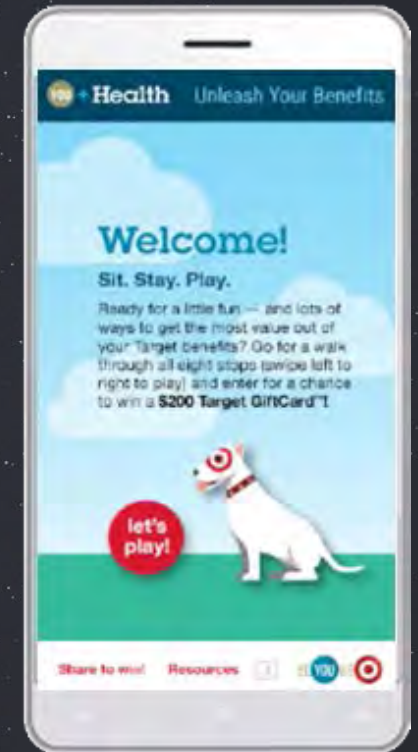 YOU + Health Unleash Your Benefits
Welcome!
Sit. Stay. Play.
Ready for a little fun — and lots of
ways to get the most value out of
your Target benefits? Go for a walk
through all eight stops (swipe left to
right to play) and enter for a chance
to win a $200 Target GiftCard™!
let's
play!
Share to win! Resources YOU